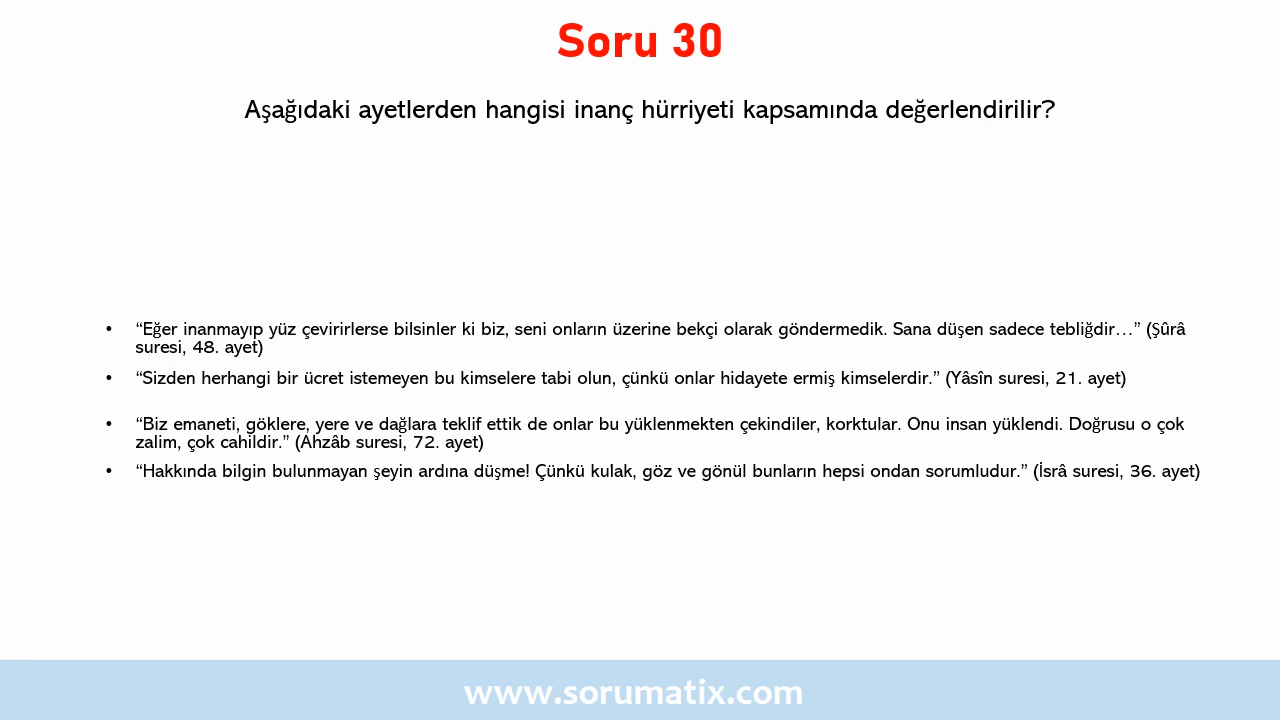 Soru 30
Aşağıdaki ayetlerden hangisi inanç hürriyeti kapsamında değerlendirilir?
• “Eğer inanmayıp yüz çevirirlerse bilsinler ki biz, seni onların üzerine bekçi olarak göndermedik. Sana düşen sadece tebliğdir…” (Şûrâ
suresi, 48. ayet)
• “Sizden herhangi bir ücret istemeyen bu kimselere tabi olun, çünkü onlar hidayete ermiş kimselerdir.” (Yâsîn suresi, 21. ayet)
• “Biz emaneti, göklere, yere ve dağlara teklif ettik de onlar bu yüklenmekten çekindiler, korktular. Onu insan yüklendi. Doğrusu o çok
zalim, çok cahildir.” (Ahzâb suresi, 72. ayet)
• “Hakkında bilgin bulunmayan şeyin ardına düşme! Çünkü kulak, göz ve gönül bunların hepsi ondan sorumludur.” (İsrâ suresi, 36. ayet)
www.sorumatix.com